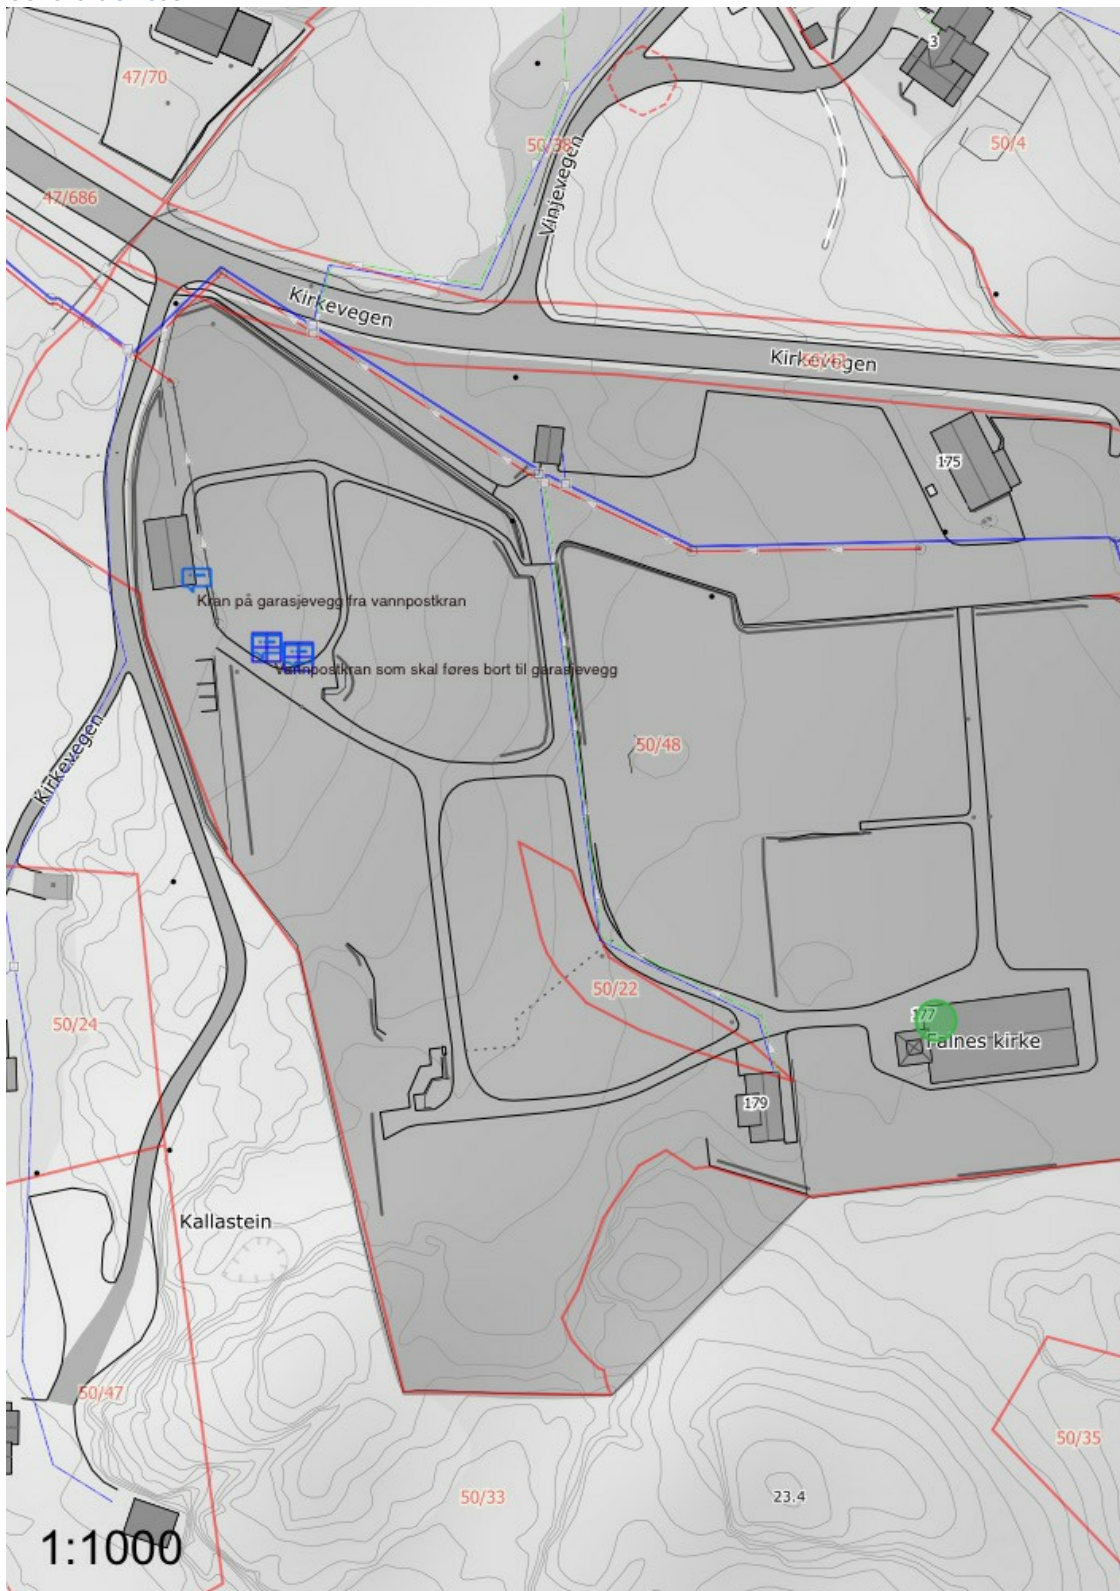 3
47/70
50/38
50/4
Vinjevegen
47/686
Kirkevegen
Kirkevegen
175
Kran på garasjevegg fra vannpostkran
Vannpostkran som skal føres bort til garasjevegg
50/48
Kirkevegen
50/22
177
50/24
Falnes kirke
179
Kallastein
50/47
50/35
50/33
23.4
1:1000